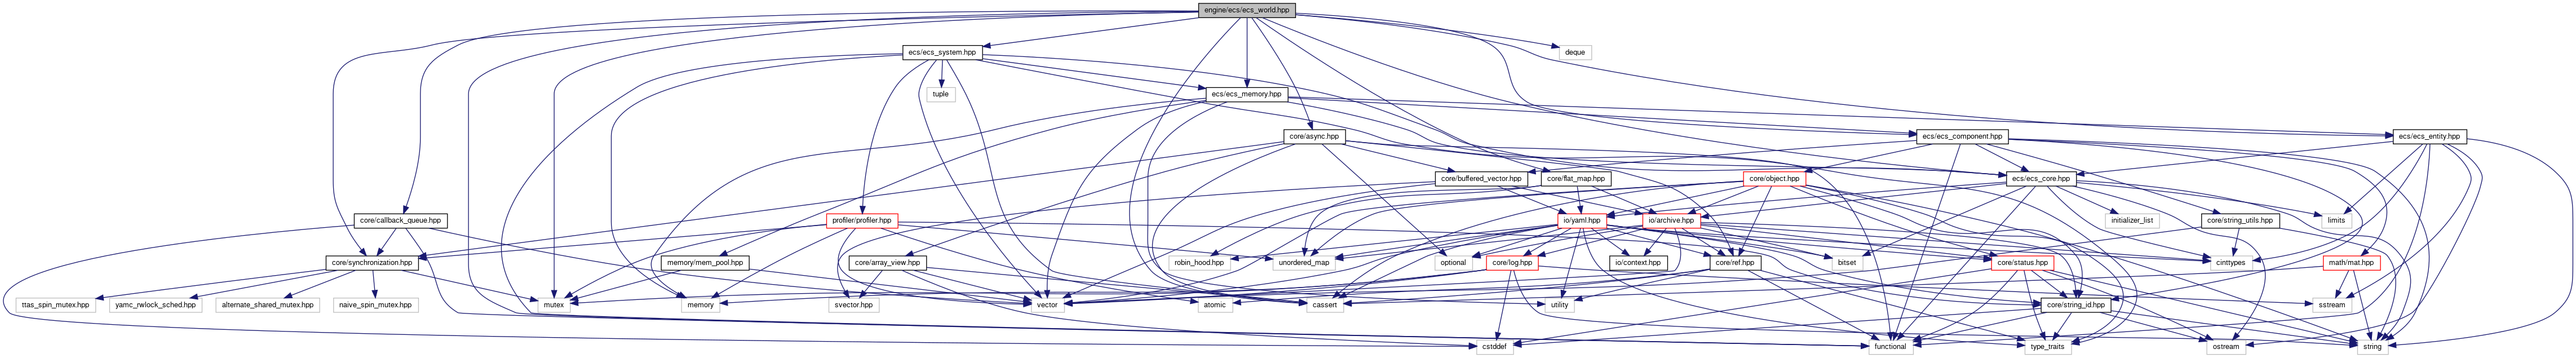 engine/ecs/ecs_world.hpp
ecs/ecs_system.hpp
deque
tuple
ecs/ecs_memory.hpp
core/async.hpp
ecs/ecs_component.hpp
ecs/ecs_entity.hpp
core/buffered_vector.hpp
core/flat_map.hpp
core/object.hpp
ecs/ecs_core.hpp
core/callback_queue.hpp
profiler/profiler.hpp
io/yaml.hpp
io/archive.hpp
initializer_list
core/string_utils.hpp
limits
core/synchronization.hpp
memory/mem_pool.hpp
core/array_view.hpp
robin_hood.hpp
unordered_map
optional
core/log.hpp
io/context.hpp
core/ref.hpp
bitset
core/status.hpp
cinttypes
math/mat.hpp
ttas_spin_mutex.hpp
yamc_rwlock_sched.hpp
alternate_shared_mutex.hpp
naive_spin_mutex.hpp
mutex
memory
svector.hpp
vector
atomic
cassert
utility
core/string_id.hpp
sstream
cstddef
functional
type_traits
ostream
string